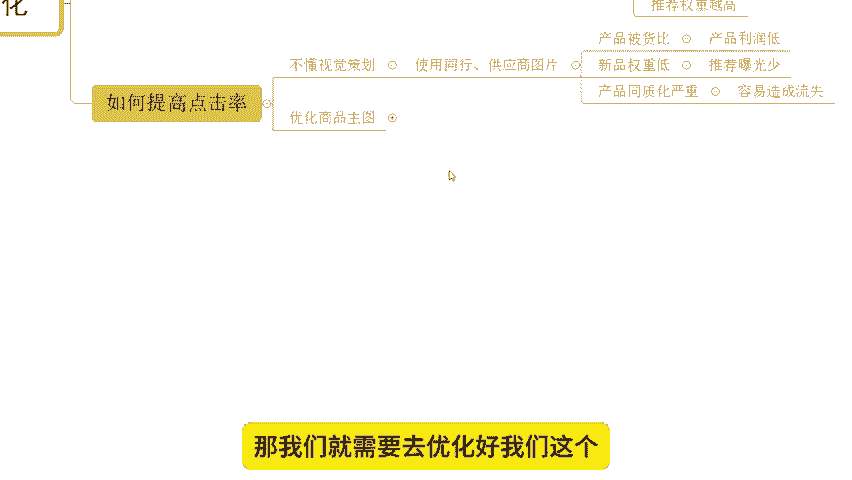 化
推荐权重越高
产品被货比
产品利润低
不懂视觉策划
使用同行、供应商图片
新品权重低
推荐曝光少
产品同质化严重
容易造成流失
如何提高点击率
优化商品主图
那我们就需要去优化好我们这个